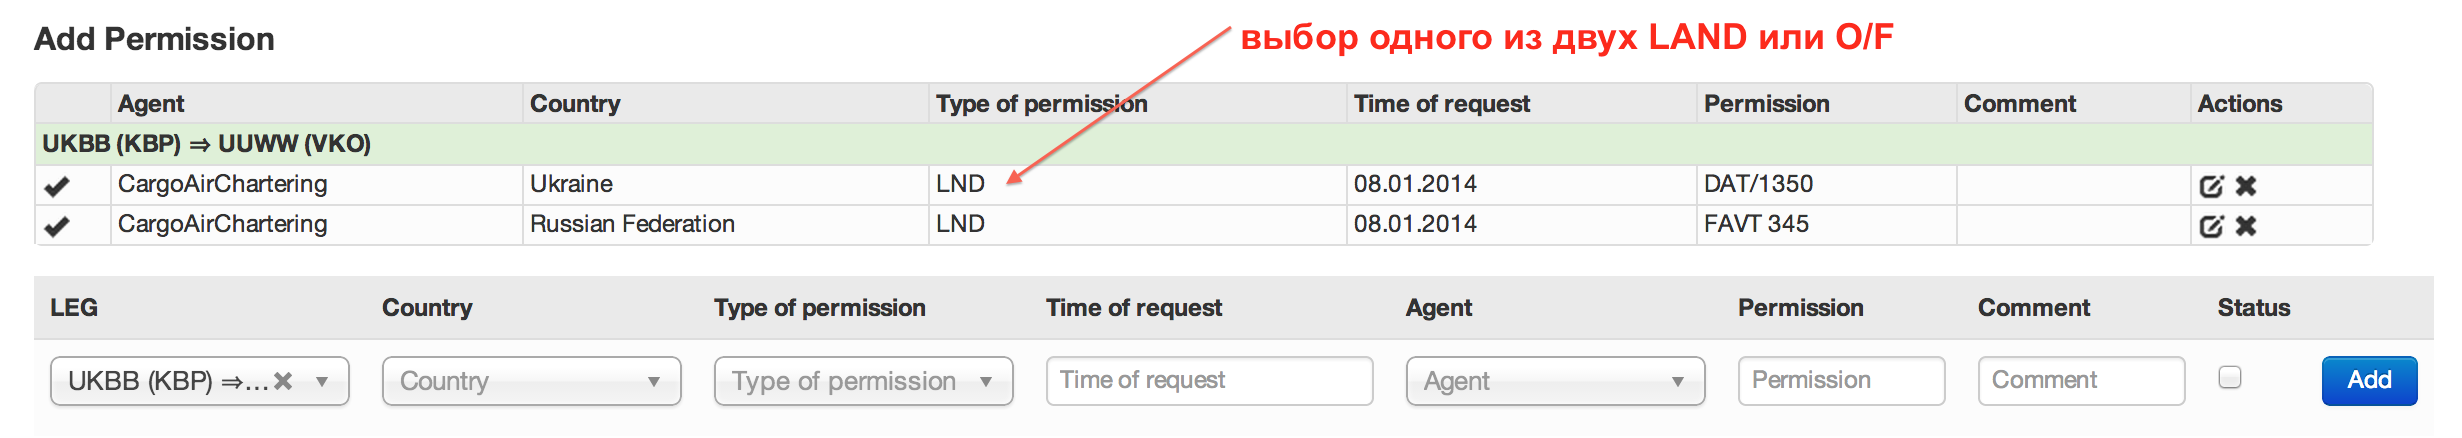 выбор одного из двух LAND или O/F
Add Permission
Agent Country Type of permission Time of request Permission Comment Actions
UKBB (KBP) ⇒ UUWW (VKO)
CargoAirChartering Ukraine LND 08.01.2014 DAT/1350
CargoAirChartering Russian Federation LND 08.01.2014 FAVT 345
LEG Country Type of permission Time of request Agent Permission Comment Status
UKBB (KBP) ⇒... Country Type of permission Time of request Agent Permission Comment Add